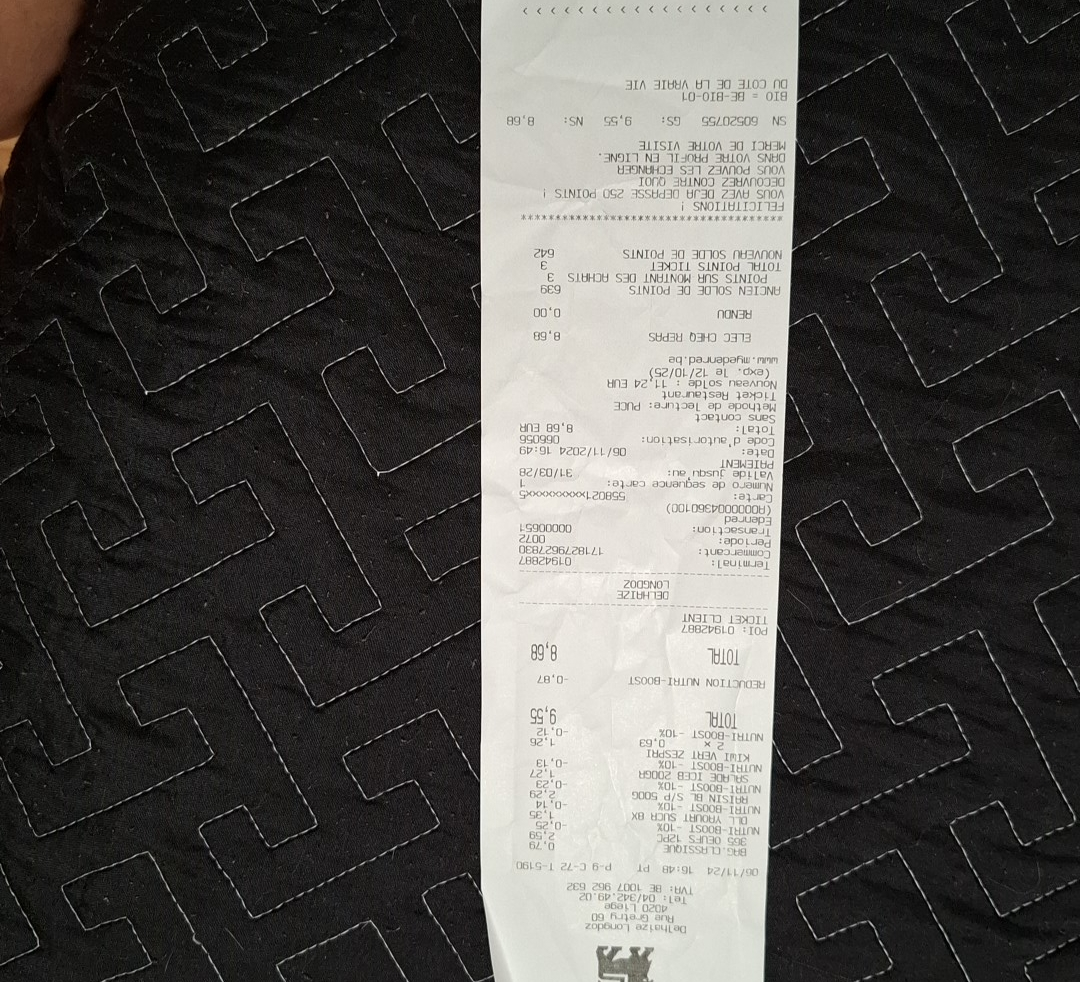 Delhaize Longdoz
Rue Gretry 60
4020 Liege
Tel: 04/342.49.02
TVA: BE 1007 962 632
06/11/24 16:48 PT P-9 C-72 T-5190
BAG.CLASSIQUE 0,79
365 OEUFS 12PC 2,59
NUTRI-BOOST -10% -0,25
DLL YHOURT SUCR 8X 1,35
NUTRI-BOOST -10% -0,14
RAISIN BL S/P 500G 2,29
NUTRI-BOOST -10% -0,23
SALADE ICEB 200GR 1,27
NUTRI-BOOST -10% -0,13
KIWI VERT ZESPRI
2 x 0,63 1,26
NUTRI-BOOST -10% -0,12
TOTAL 9,55
REDUCTION NUTRI-BOOST -0,87
TOTAL 8,68
POI: 01942887
TICKET CLIENT
DELHAIZE
LONGDOZ
Terminal: 01942887
Commercant: 1718279627830
Periode: 0072
Transaction: 00000651
Edenred
(A00000004360100)
Carte: 558021xxxxxxxxx5
Numero de sequence carte: 1
Valide jusqu'au: 31/03/28
PAIEMENT
Date: 06/11/2024 16:49
Code d'autorisation: 066056
Total: 8,68 EUR
Sans contact
Methode de lecture: PUCE
Ticket Restaurant
Nouveau solde : 11,24 EUR
(exp. le 12/10/25)
www.myedenred.be
ELEC CHEQ REPAS 8,68
RENDU 0,00
ANCIEN SOLDE DE POINTS 639
POINTS SUR MONTANT DES ACHATS 3
TOTAL POINTS TICKET 3
NOUVEAU SOLDE DE POINTS 642
****************************************
FELICITATIONS !
VOUS AVEZ DEJA DEPASSE 250 POINTS !
DECOUVREZ CONTRE QUOI
VOUS POUVEZ LES ECHANGER
DANS VOTRE PROFIL EN LIGNE.
MERCI DE VOTRE VISITE
SN 60520755 GS: 9,55 NS: 8,68
BIO = BE-BIO-01
DU COTE DE LA VRAIE VIE